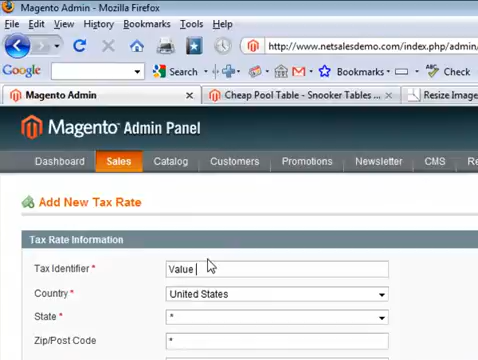 Magento Admin - Mozilla Firefox
File Edit View History Bookmarks Tools Help
http://www.netsalesdemo.com/index.php/admin/
Google Search Bookmarks Check
Magento Admin Cheap Pool Table - Snooker Tables ... Resize Image
Magento Admin Panel
Dashboard Sales Catalog Customers Promotions Newsletter CMS
Add New Tax Rate
Tax Rate Information
Tax Identifier * Value
Country * United States
State * *
Zip/Post Code *